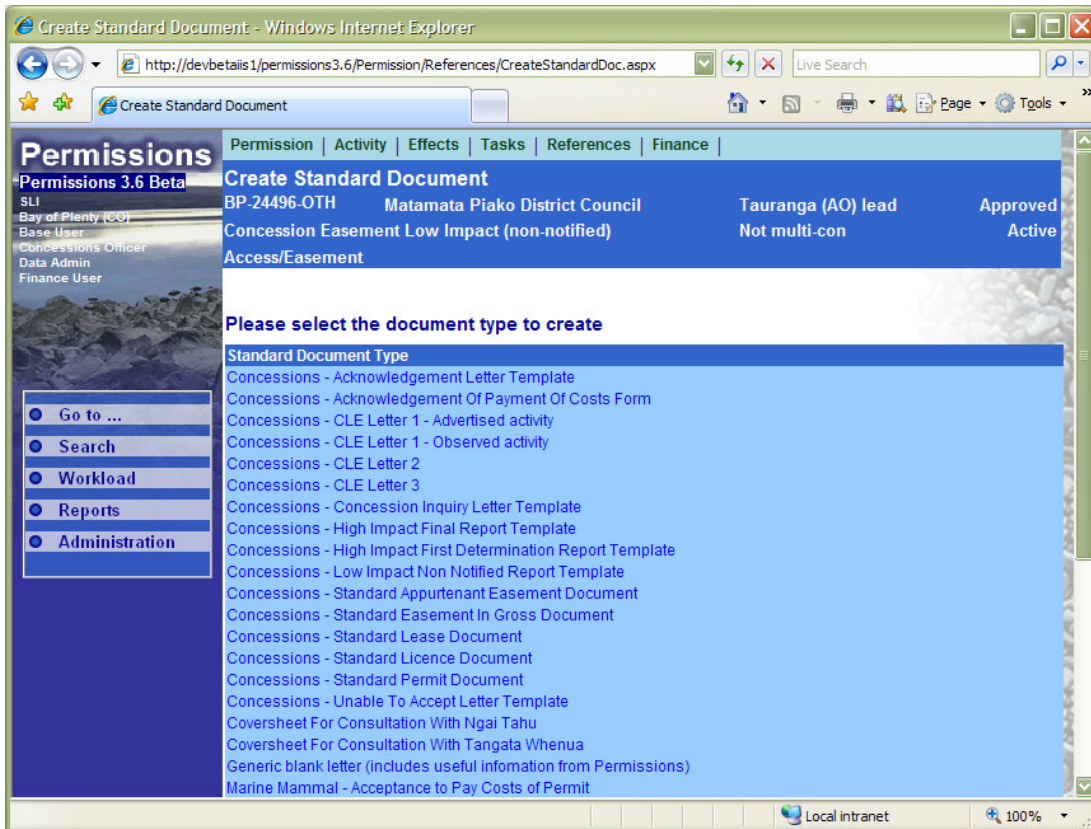 Create Standard Document - Windows Internet Explorer
http://devbetaiis1/permissions3.6/Permission/References/CreateStandardDoc.aspx
Live Search
Create Standard Document
Page
Tools
Permissions
Permissions 3.6 Beta
SLI
Bay of Plenty (CO)
Base User
Concessions Officer
Data Admin
Finance User
Go to ...
Search
Workload
Reports
Administration
Permission | Activity | Effects | Tasks | References | Finance |
Create Standard Document
BP-24496-OTH Matamata Piako District Council Tauranga (AO) lead Approved
Concession Easement Low Impact (non-notified) Not multi-con Active
Access/Easement
Please select the document type to create
Standard Document Type
Concessions - Acknowledgement Letter Template
Concessions - Acknowledgement Of Payment Of Costs Form
Concessions - CLE Letter 1 - Advertised activity
Concessions - CLE Letter 1 - Observed activity
Concessions - CLE Letter 2
Concessions - CLE Letter 3
Concessions - Concession Inquiry Letter Template
Concessions - High Impact Final Report Template
Concessions - High Impact First Determination Report Template
Concessions - Low Impact Non Notified Report Template
Concessions - Standard Appurtenant Easement Document
Concessions - Standard Easement In Gross Document
Concessions - Standard Lease Document
Concessions - Standard Licence Document
Concessions - Standard Permit Document
Concessions - Unable To Accept Letter Template
Coversheet For Consultation With Ngai Tahu
Coversheet For Consultation With Tangata Whenua
Generic blank letter (includes useful infomation from Permissions)
Marine Mammal - Acceptance to Pay Costs of Permit
Local intranet
100%